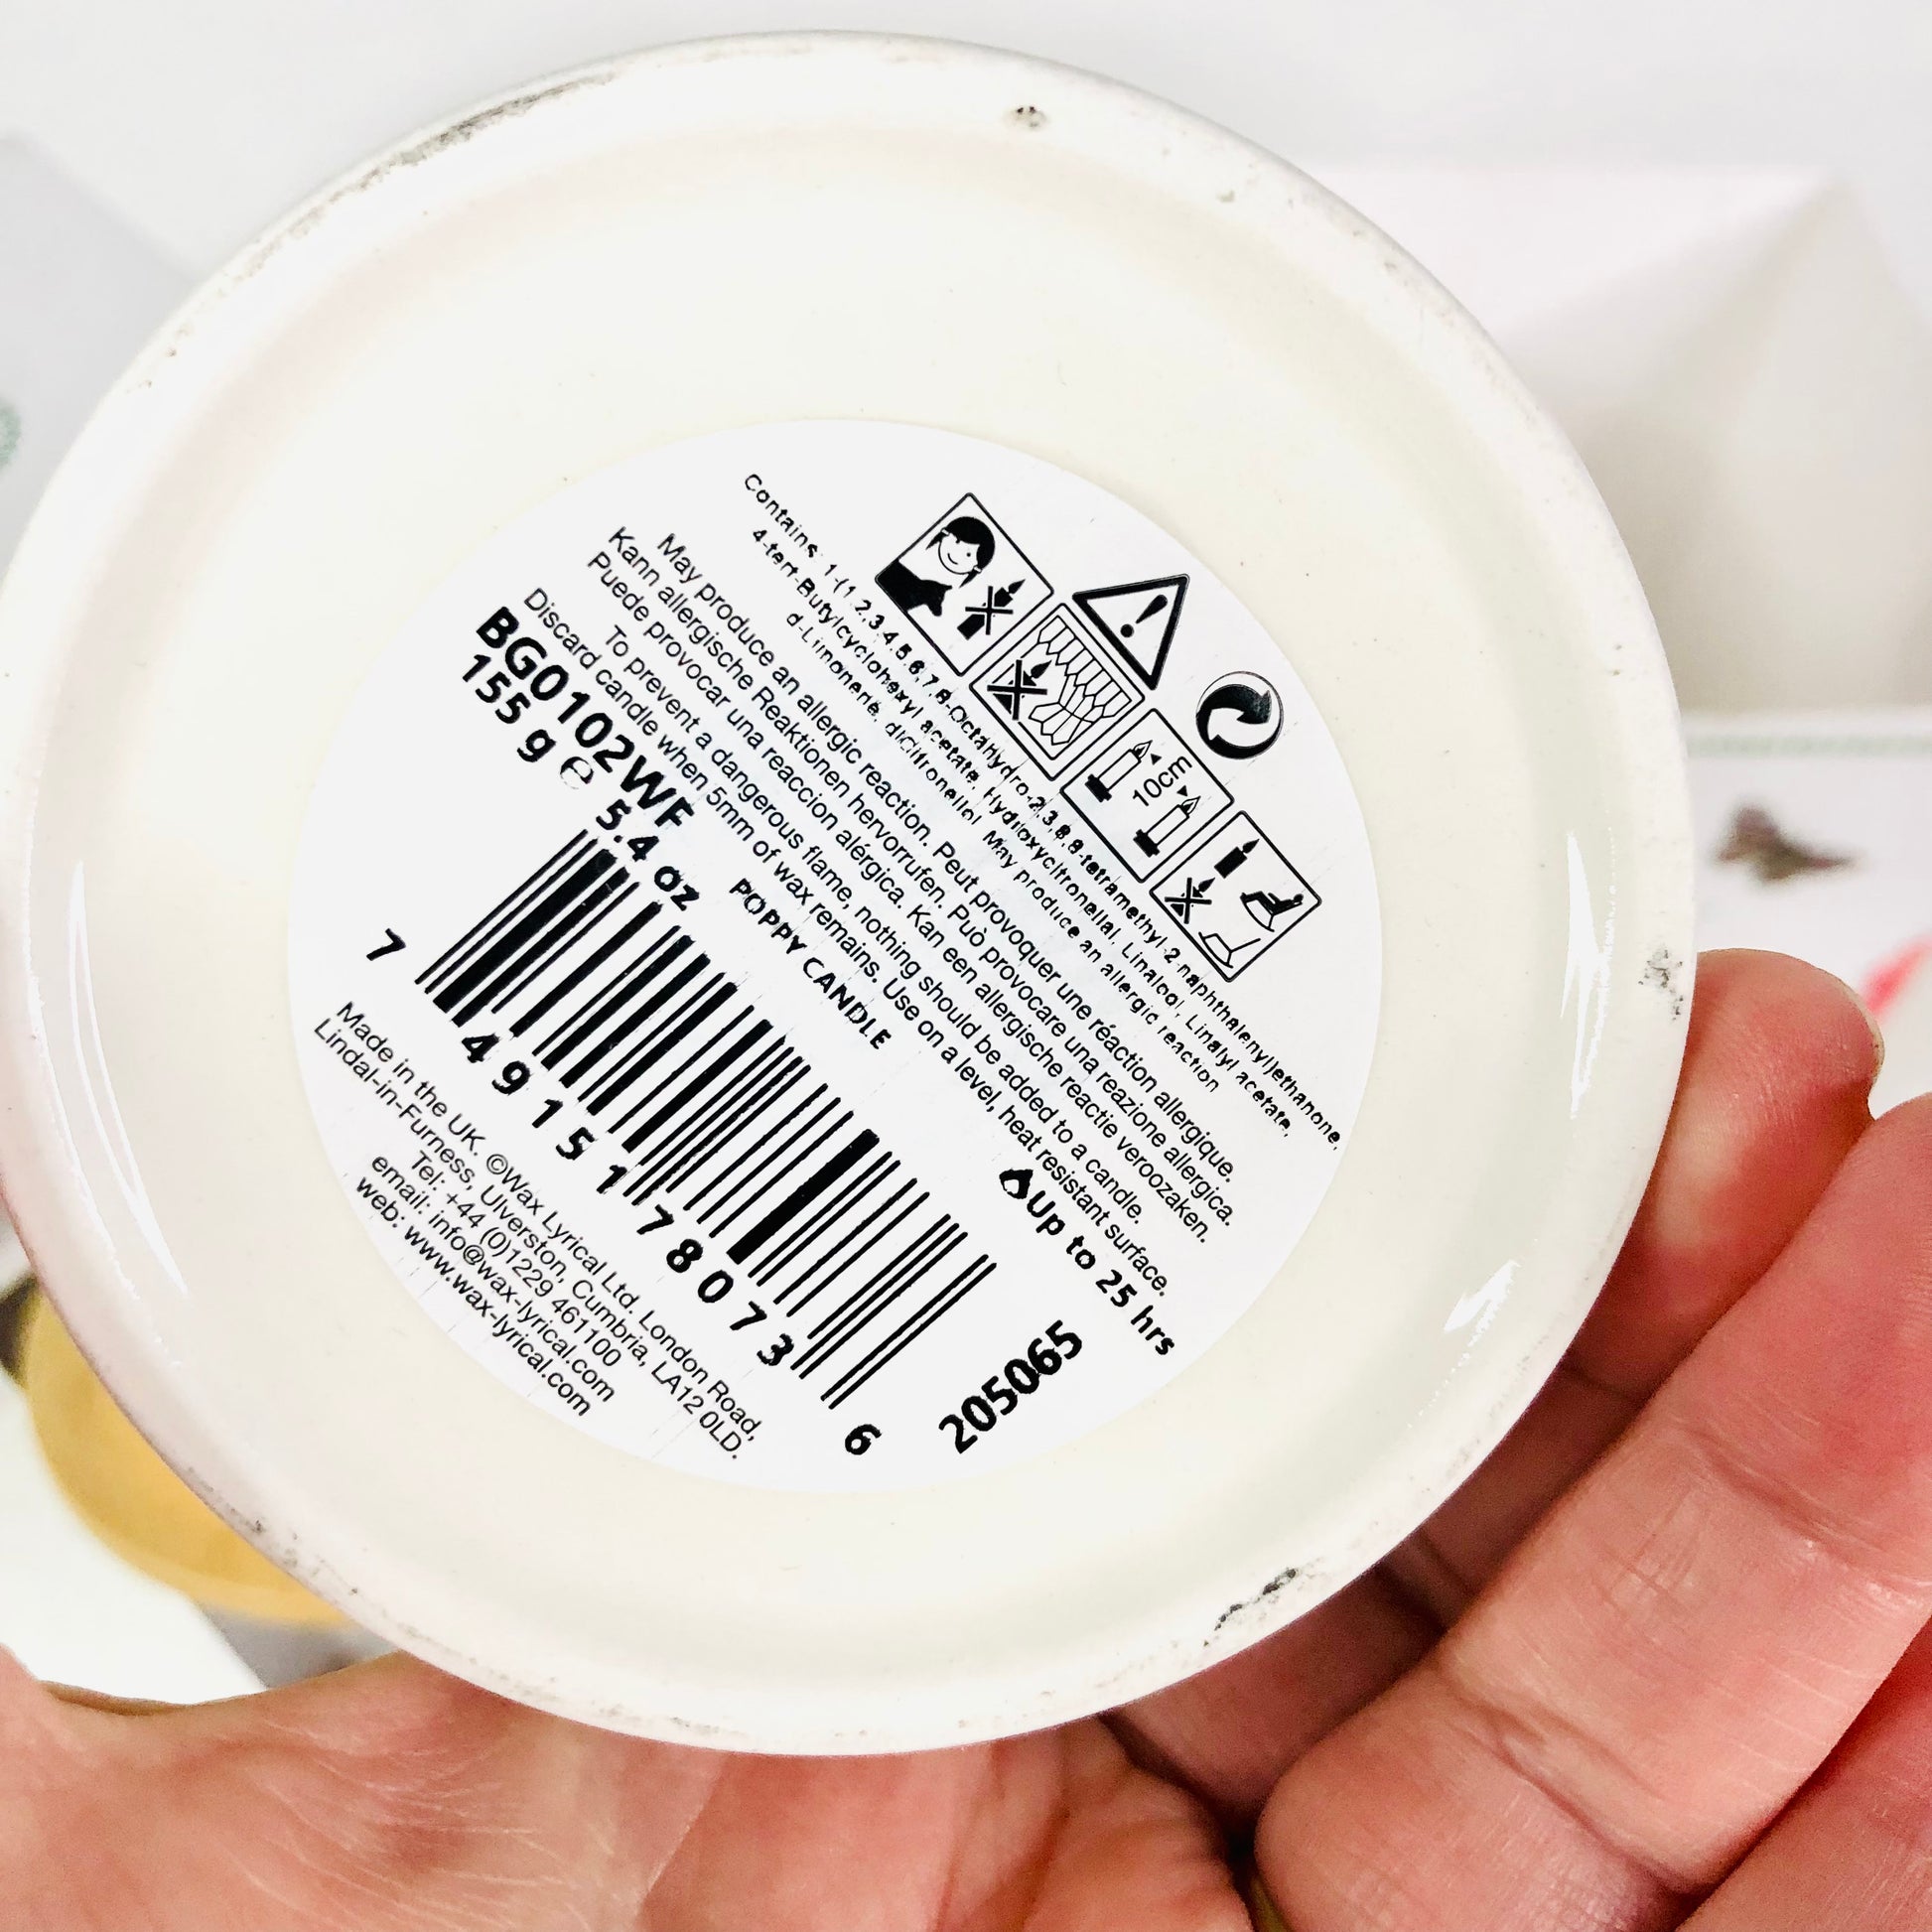 10cm
Contains: 1-(1,2,3,4,5,6,7,8-Octahydro-2,3,8,8-tetramethyl-2-naphthalenyl)ethanone,
4-tert-Butylcyclohexyl acetate, Hydroxycitronellal, Linalool, Linalyl acetate,
d-Limonene, dlCitronellol May produce an allergic reaction
May produce an allergic reaction. Peut provoquer une réaction allergique.
Kann allergische Reaktionen hervorrufen. Può provocare una reazione allergica.
Puede provocar una reaccion alérgica. Kan een allergische reactie veroozaken.
To prevent a dangerous flame, nothing should be added to a candle.
Discard candle when 5mm of wax remains. Use on a level, heat resistant surface.
BG0102WF
POPPY CANDLE
Up to 25 hrs
155 g ℮ 5.4 oz
7 49151 78073 6
205065
Made in the UK. ©Wax Lyrical Ltd. London Road,
Lindal-in-Furness, Ulverston, Cumbria, LA12 0LD.
Tel: +44 (0)1229 461100
email: info@wax-lyrical.com
web: www.wax-lyrical.com